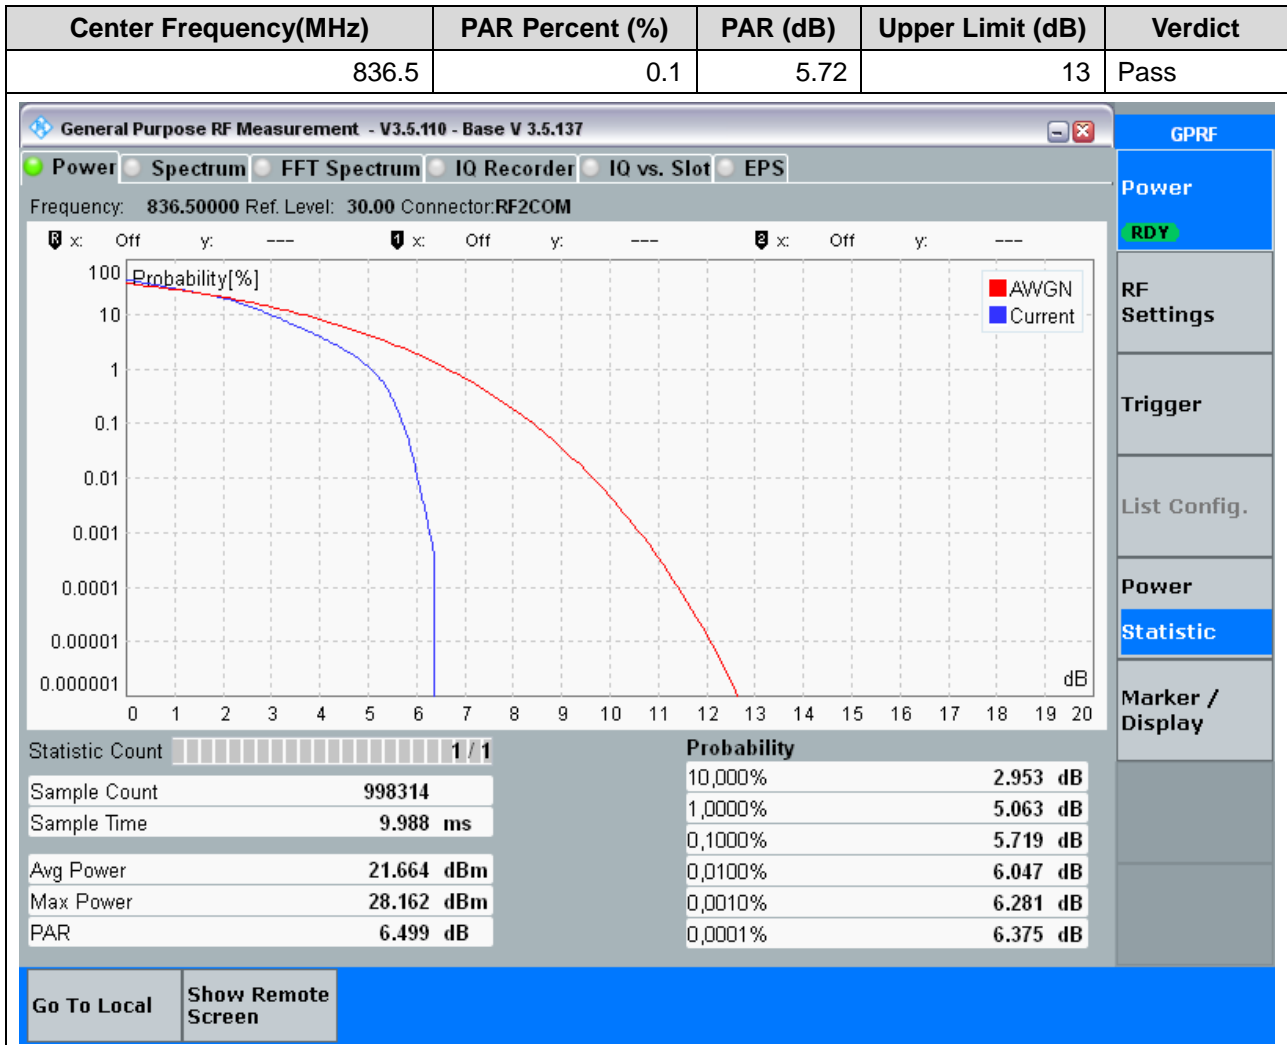 Center Frequency(MHz) PAR Percent (%) PAR (dB) Upper Limit (dB) Verdict
836.5 0.1 5.72 13 Pass
General Purpose RF Measurement - V3.5.110 - Base V 3.5.137
GPRF
Power Spectrum FFT Spectrum IQ Recorder IQ vs. Slot EPS
Frequency: 836.50000 Ref. Level: 30.00 Connector:RF2COM
R x: Off y: --- 1 x: Off y: --- 2 x: Off y: ---
Probability[%]
AWGN
Current
100
10
1
0.1
0.01
0.001
0.0001
0.00001
0.000001
dB
0 1 2 3 4 5 6 7 8 9 10 11 12 13 14 15 16 17 18 19 20
Statistic Count 1 / 1
Sample Count 998314
Sample Time 9.988 ms
Avg Power 21.664 dBm
Max Power 28.162 dBm
PAR 6.499 dB
Probability
10,000% 2.953 dB
1,0000% 5.063 dB
0,1000% 5.719 dB
0,0100% 6.047 dB
0,0010% 6.281 dB
0,0001% 6.375 dB
Power
RDY
RF
Settings
Trigger
List Config.
Power
Statistic
Marker /
Display
Go To Local
Show Remote
Screen